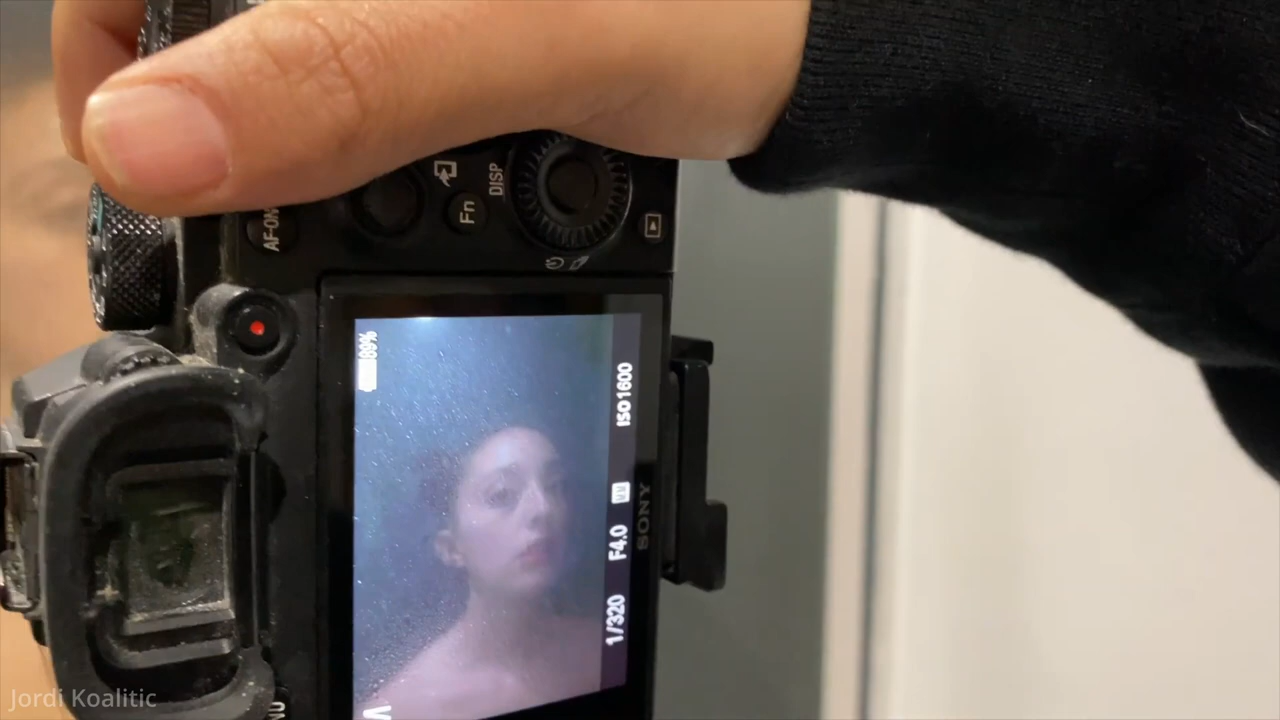 AF-ON
Fn
DISP
89%
ISO1600
F4.0
1/320
SONY
Jordi Koalitic